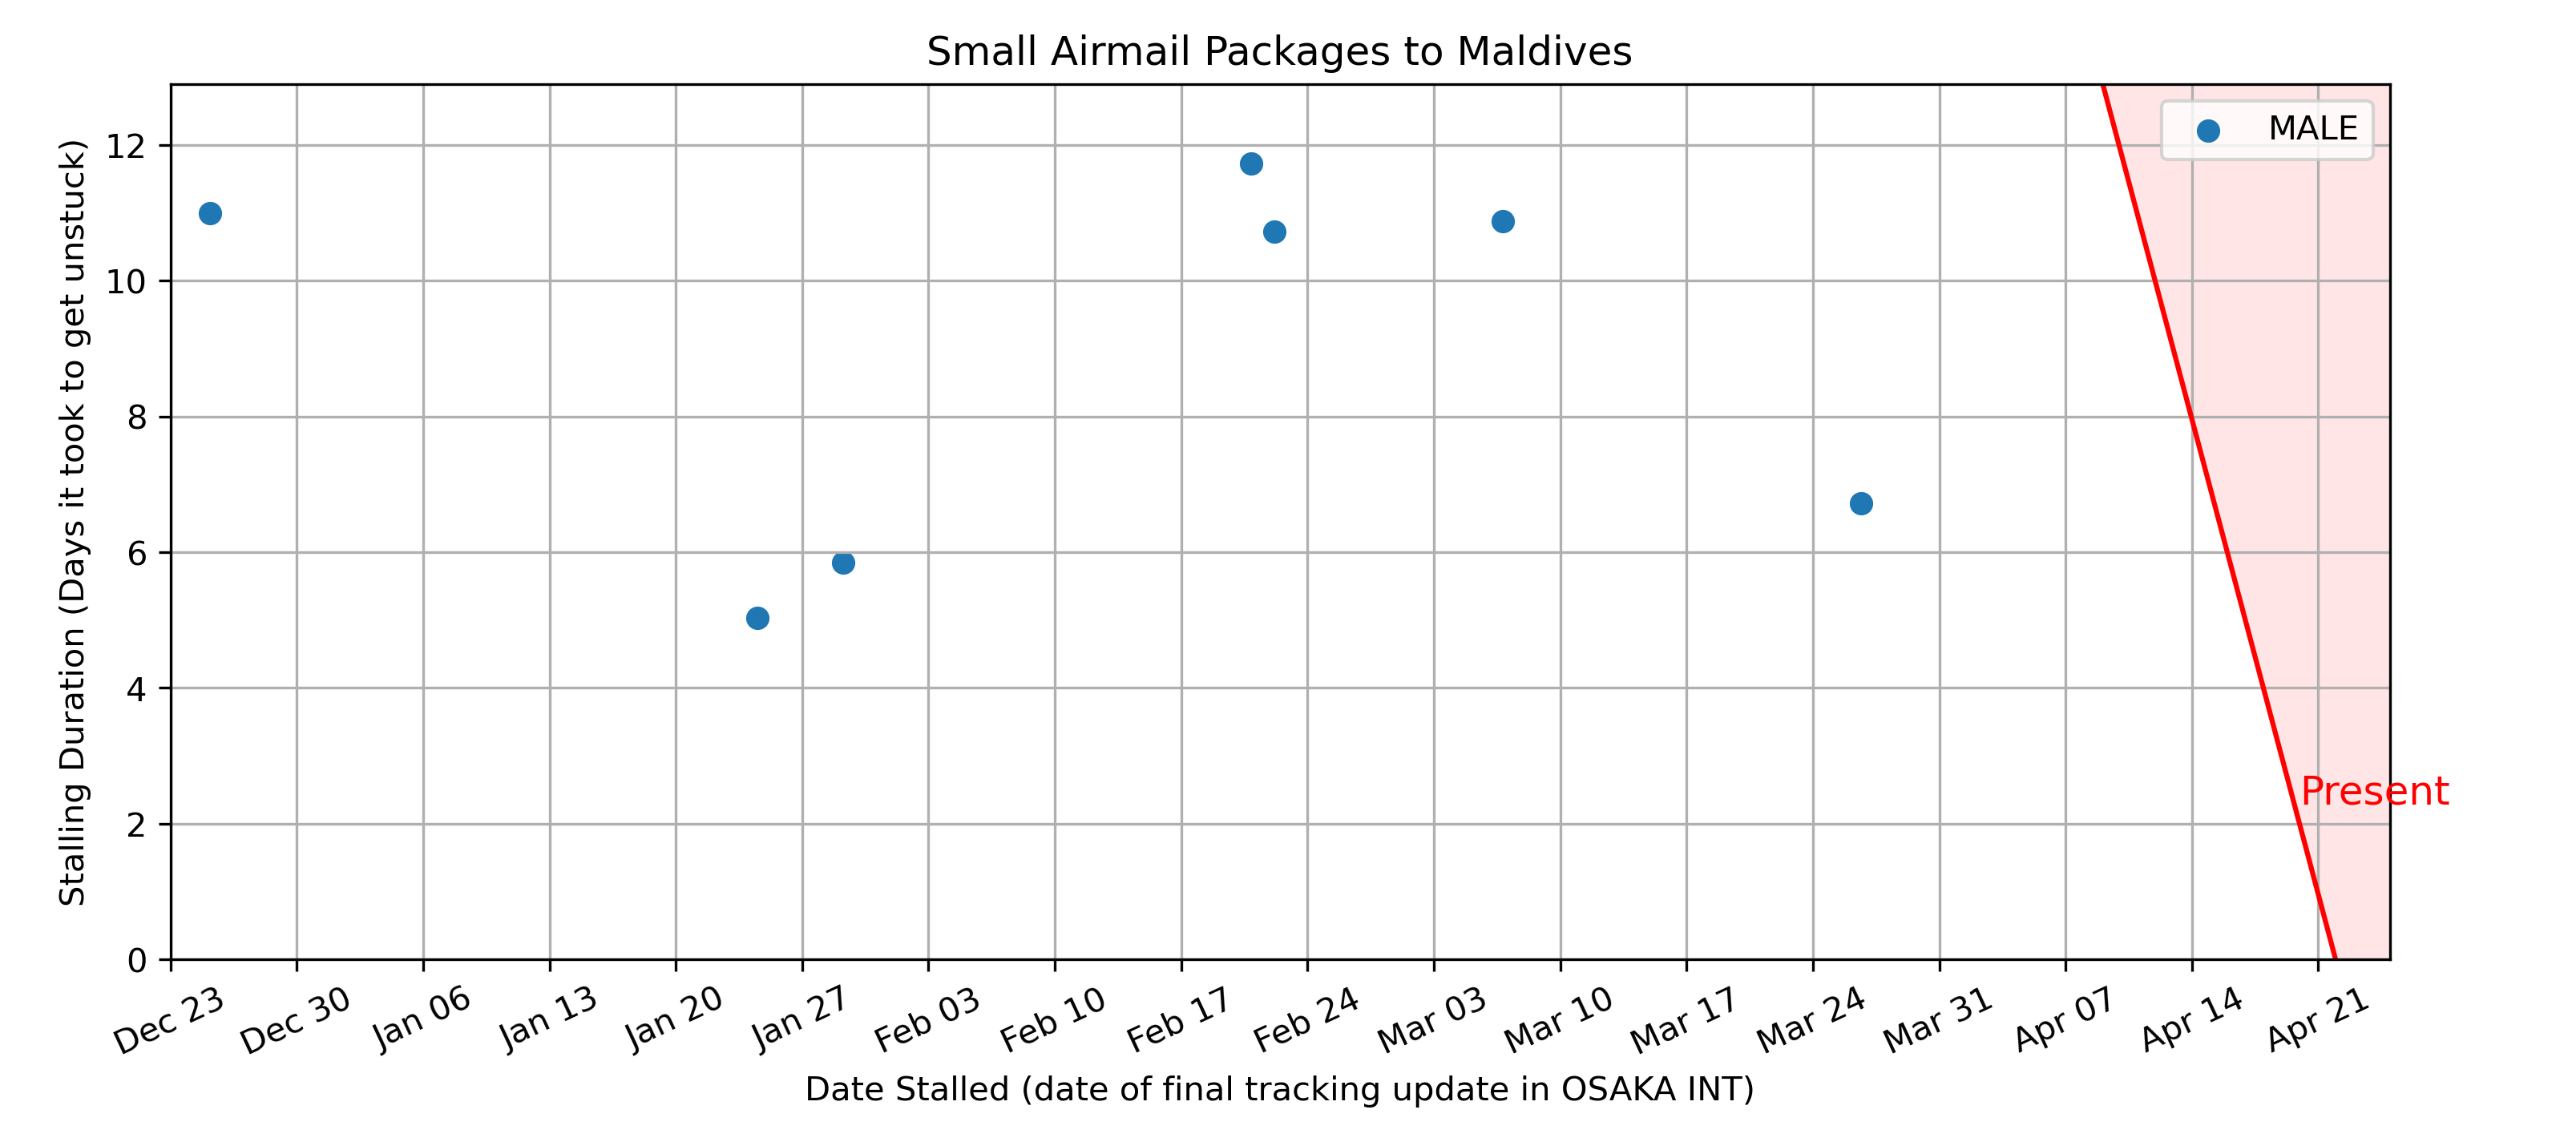 Small Airmail Packages to Maldives
MALE
Stalling Duration (Days it took to get unstuck)
12
10
8
6
4
2
0
Present
Dec 23
Dec 30
Jan 06
Jan 13
Jan 20
Jan 27
Feb 03
Feb 10
Feb 17
Feb 24
Mar 03
Mar 10
Mar 17
Mar 24
Mar 31
Apr 07
Apr 14
Apr 21
Date Stalled (date of final tracking update in OSAKA INT)